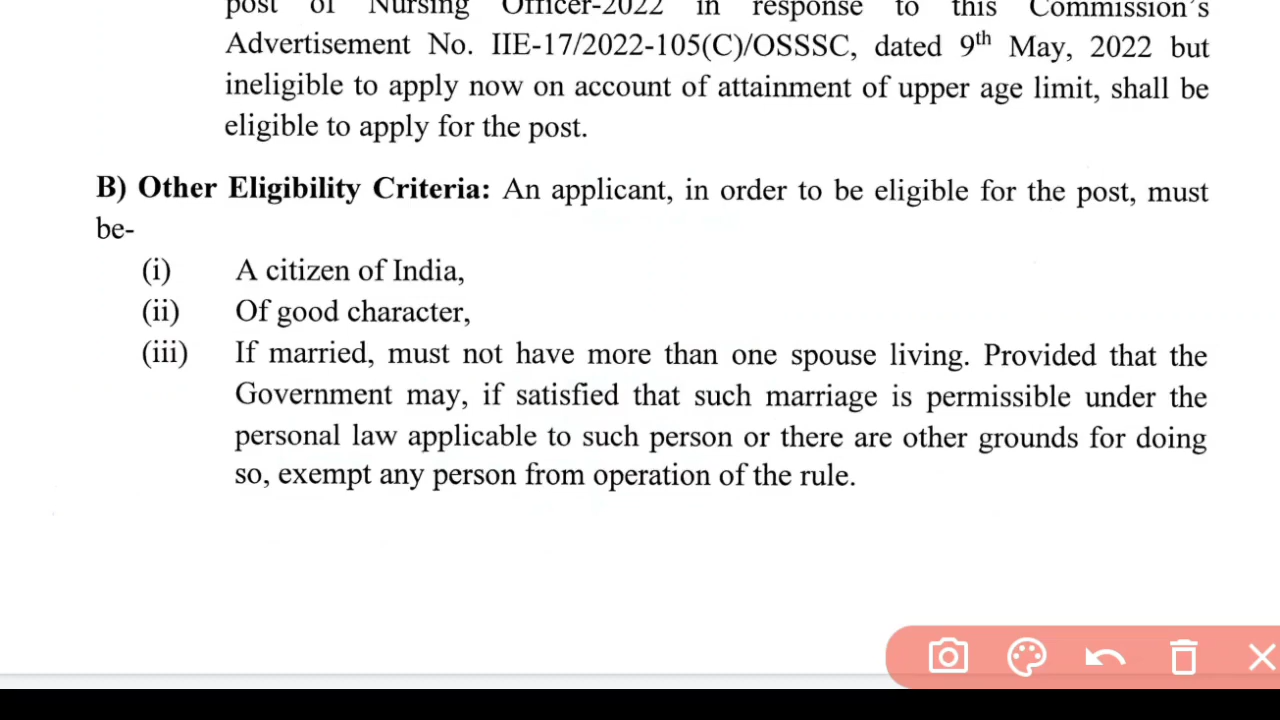 post of Nursing Officer-2022 in response to this Commission's
Advertisement No. IIE-17/2022-105(C)/OSSSC, dated 9th May, 2022 but
ineligible to apply now on account of attainment of upper age limit, shall be
eligible to apply for the post.
B) Other Eligibility Criteria: An applicant, in order to be eligible for the post, must
be-
(i) A citizen of India,
(ii) Of good character,
(iii) If married, must not have more than one spouse living. Provided that the
Government may, if satisfied that such marriage is permissible under the
personal law applicable to such person or there are other grounds for doing
so, exempt any person from operation of the rule.